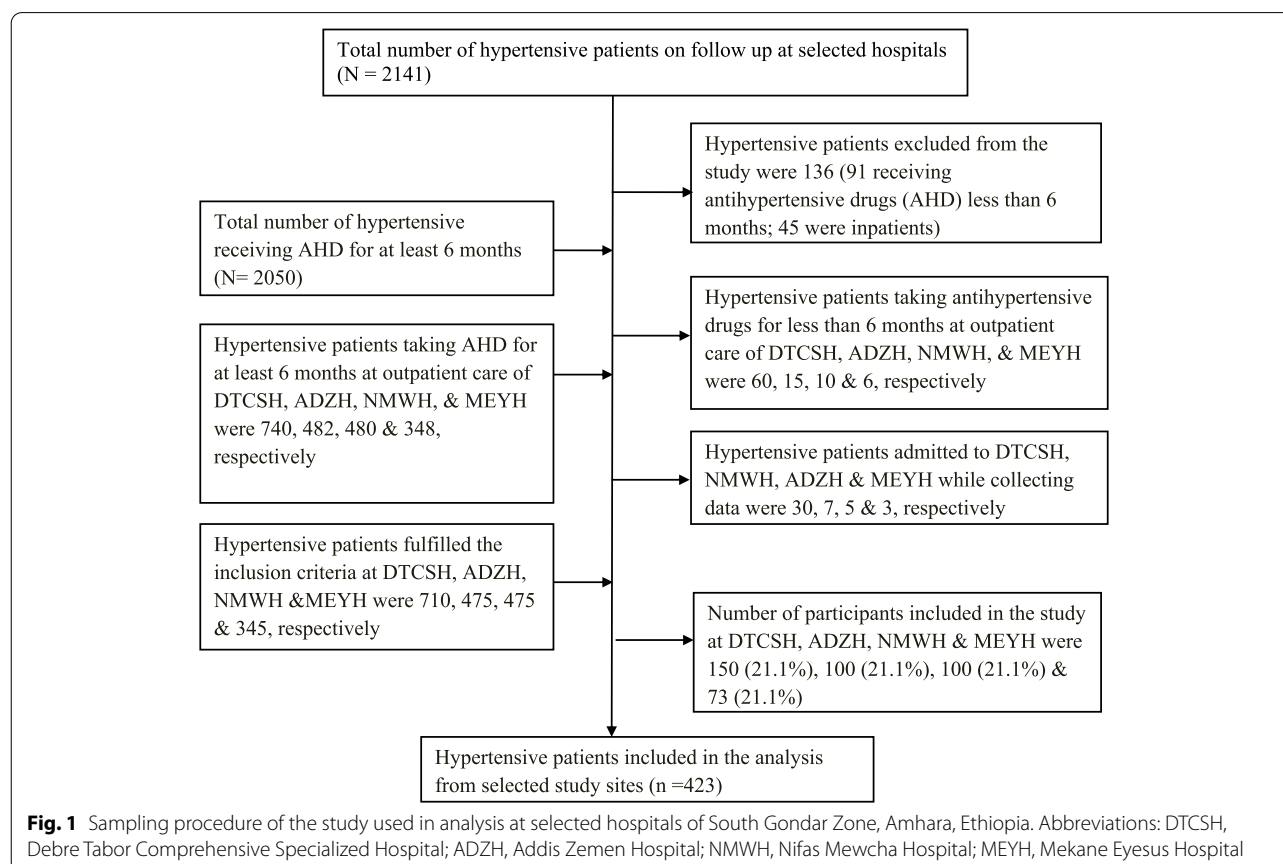 Total number of hypertensive patients on follow up at selected hospitals
(N = 2141)
Hypertensive patients excluded from the
study were 136 (91 receiving
antihypertensive drugs (AHD) less than 6
months; 45 were inpatients)
Total number of hypertensive
receiving AHD for at least 6 months
(N= 2050)
Hypertensive patients taking antihypertensive
drugs for less than 6 months at outpatient
care of DTCSH, ADZH, NMWH, & MEYH
were 60, 15, 10 & 6, respectively
Hypertensive patients taking AHD for
at least 6 months at outpatient care of
DTCSH, ADZH, NMWH, & MEYH
were 740, 482, 480 & 348,
respectively
Hypertensive patients admitted to DTCSH,
NMWH, ADZH & MEYH while collecting
data were 30, 7, 5 & 3, respectively
Hypertensive patients fulfilled the
inclusion criteria at DTCSH, ADZH,
NMWH &MEYH were 710, 475, 475
& 345, respectively
Number of participants included in the study
at DTCSH, ADZH, NMWH & MEYH were
150 (21.1%), 100 (21.1%), 100 (21.1%) &
73 (21.1%)
Hypertensive patients included in the analysis
from selected study sites (n =423)
Fig. 1 Sampling procedure of the study used in analysis at selected hospitals of South Gondar Zone, Amhara, Ethiopia. Abbreviations: DTCSH,
Debre Tabor Comprehensive Specialized Hospital; ADZH, Addis Zemen Hospital; NMWH, Nifas Mewcha Hospital; MEYH, Mekane Eyesus Hospital